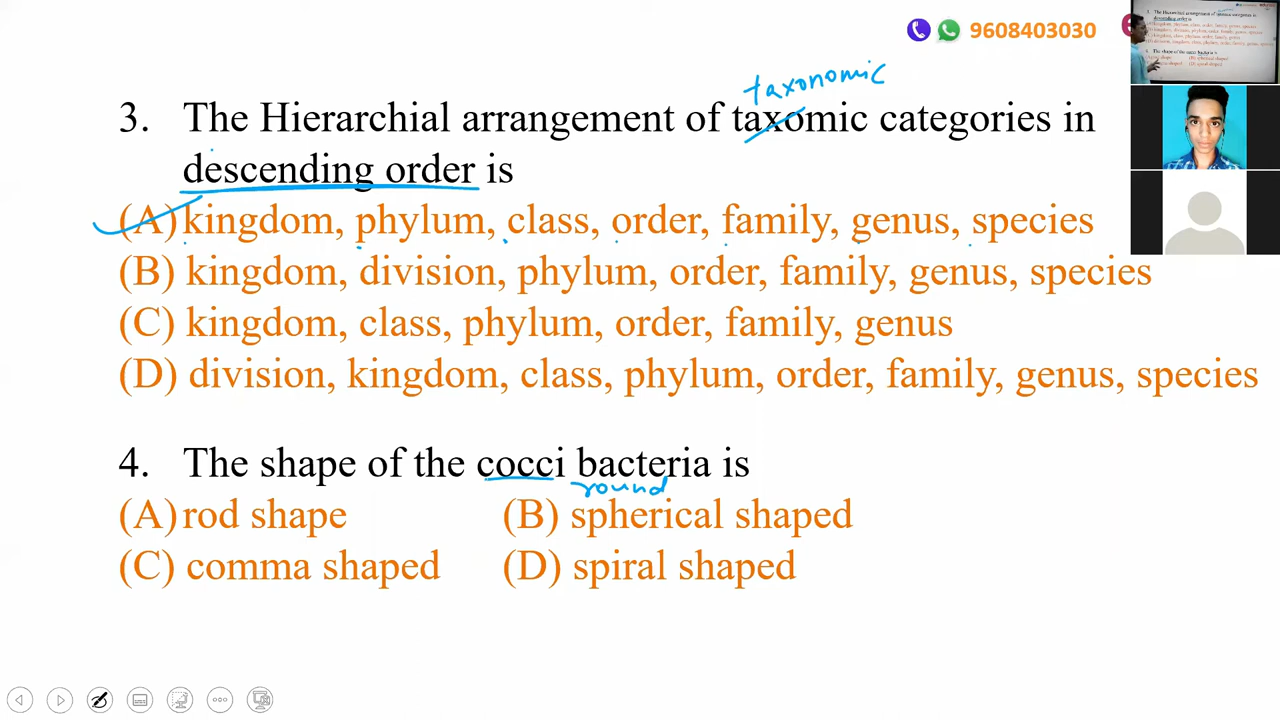 9608403030
taxonomic
3. The Hierarchial arrangement of taxomic categories in
descending order is
(A) kingdom, phylum, class, order, family, genus, species
(B) kingdom, division, phylum, order, family, genus, species
(C) kingdom, class, phylum, order, family, genus
(D) division, kingdom, class, phylum, order, family, genus, species
4. The shape of the cocci bacteria is
round
(A) rod shape (B) spherical shaped
(C) comma shaped (D) spiral shaped